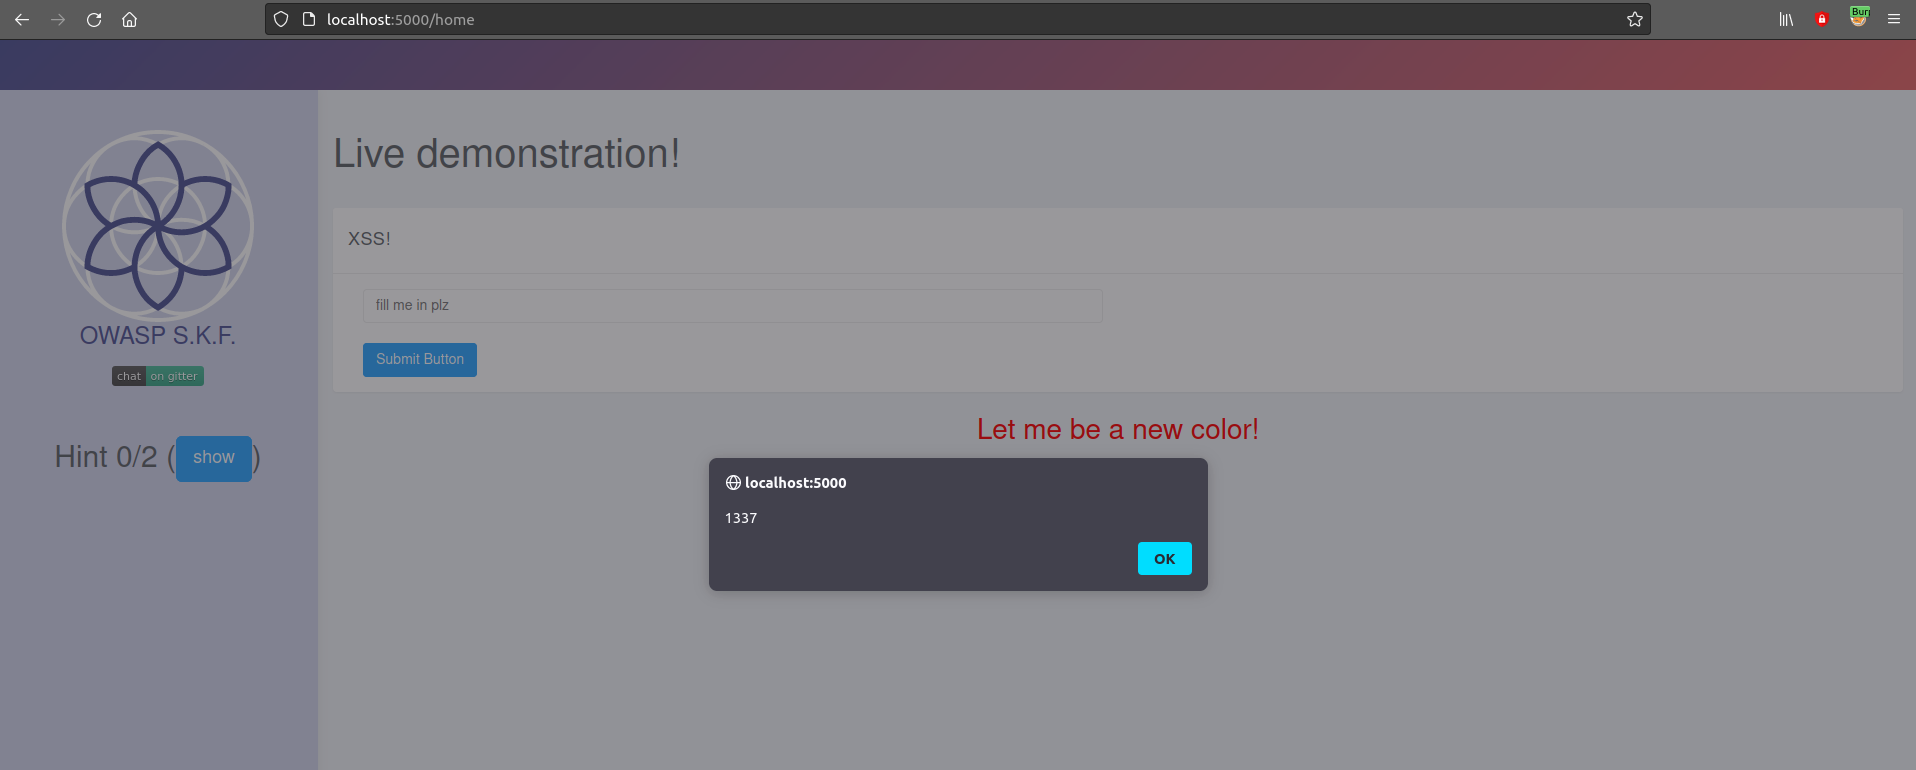 localhost:5000/home
Bur
Live demonstration!
XSS!
fill me in plz
Submit Button
OWASP S.K.F.
chat on gitter
Hint 0/2 (show)
Let me be a new color!
localhost:5000
1337
OK